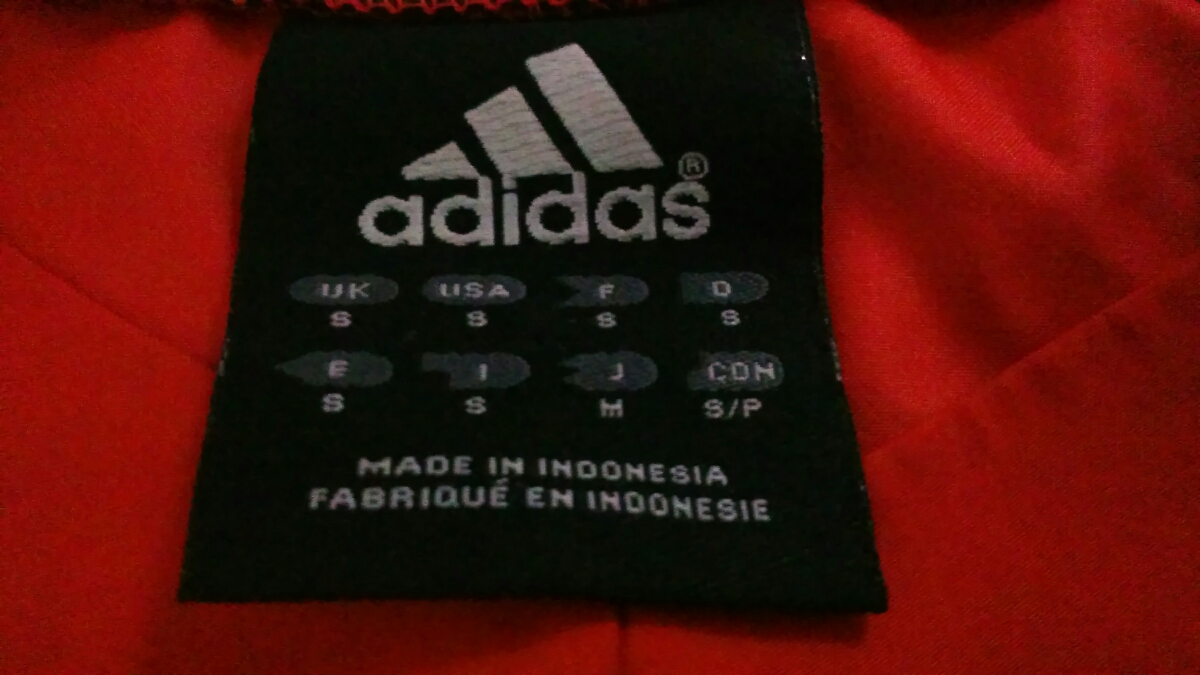 adidas®
UK USA F D
S S S S
E I J CDN
S S M S/P
MADE IN INDONESIA
FABRIQUÉ EN INDONESIE